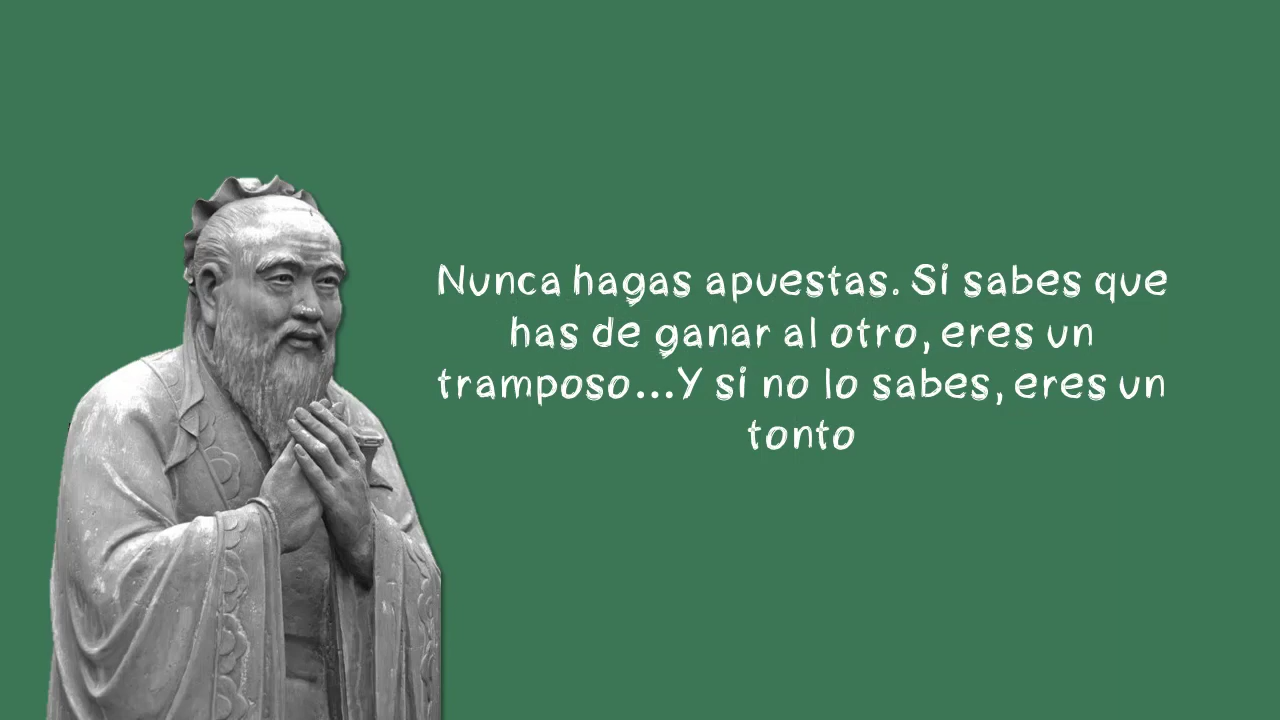 Nunca hagas apuestas. Si sabes que
has de ganar al otro, eres un
tramposo...Y si no lo sabes, eres un
tonto